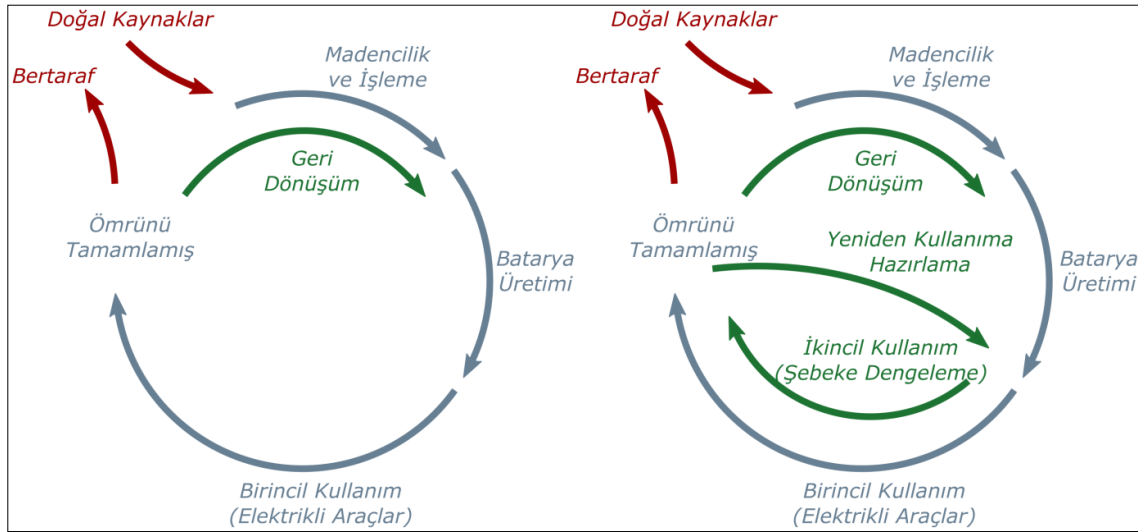 Doğal Kaynaklar
Bertaraf
Madencilik
ve İşleme
Geri
Dönüşüm
Ömrünü
Tamamlamış
Batarya
Üretimi
Birincil Kullanım
(Elektrikli Araçlar)
Doğal Kaynaklar
Bertaraf
Madencilik
ve İşleme
Geri
Dönüşüm
Ömrünü
Tamamlamış
Yeniden Kullanıma
Hazırlama
Batarya
Üretimi
İkincil Kullanım
(Şebeke Dengeleme)
Birincil Kullanım
(Elektrikli Araçlar)